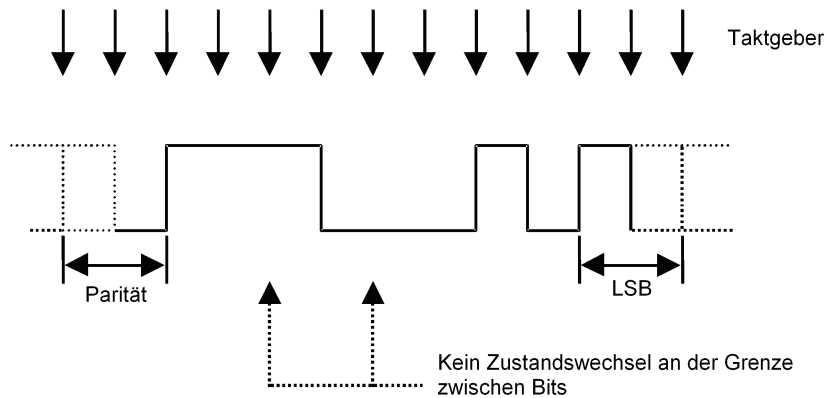 Taktgeber
Parität
LSB
Kein Zustandswechsel an der Grenze
zwischen Bits